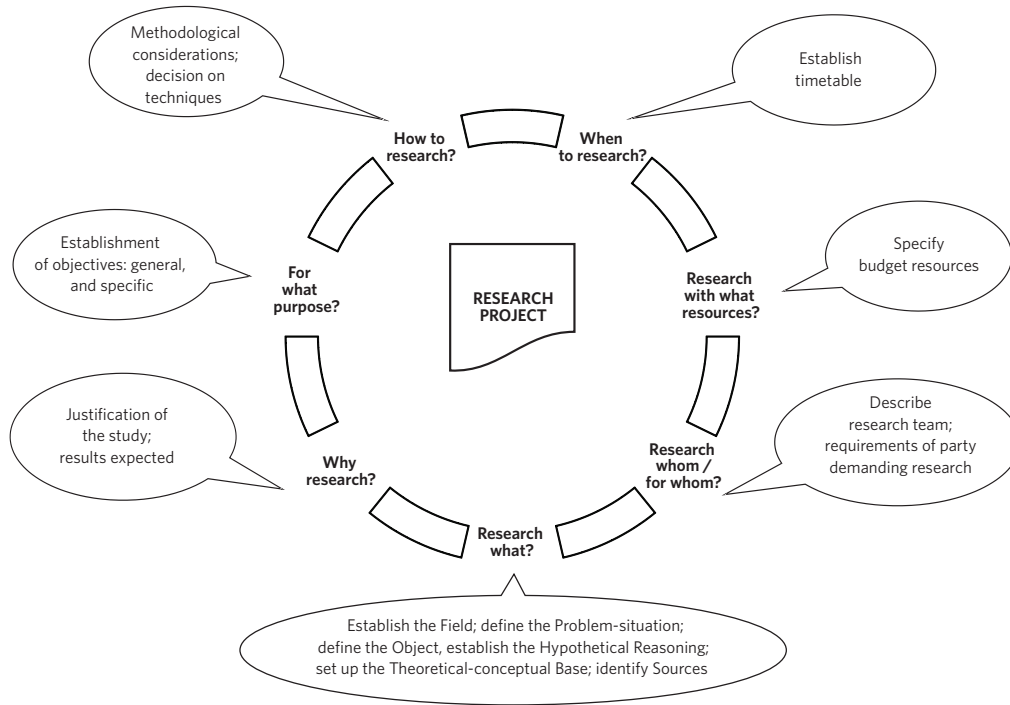 Methodological
considerations;
decision on
techniques
Establish
timetable
How to
research?
When
to research?
Establishment
of objectives: general,
and specific
For
what
purpose?
RESEARCH
PROJECT
Research
with what
resources?
Specify
budget resources
Justification of
the study;
results expected
Why
research?
Research
whom /
for whom?
Describe
research team;
requirements of party
demanding research
Research
what?
Establish the Field; define the Problem-situation;
define the Object, establish the Hypothetical Reasoning;
set up the Theoretical-conceptual Base; identify Sources